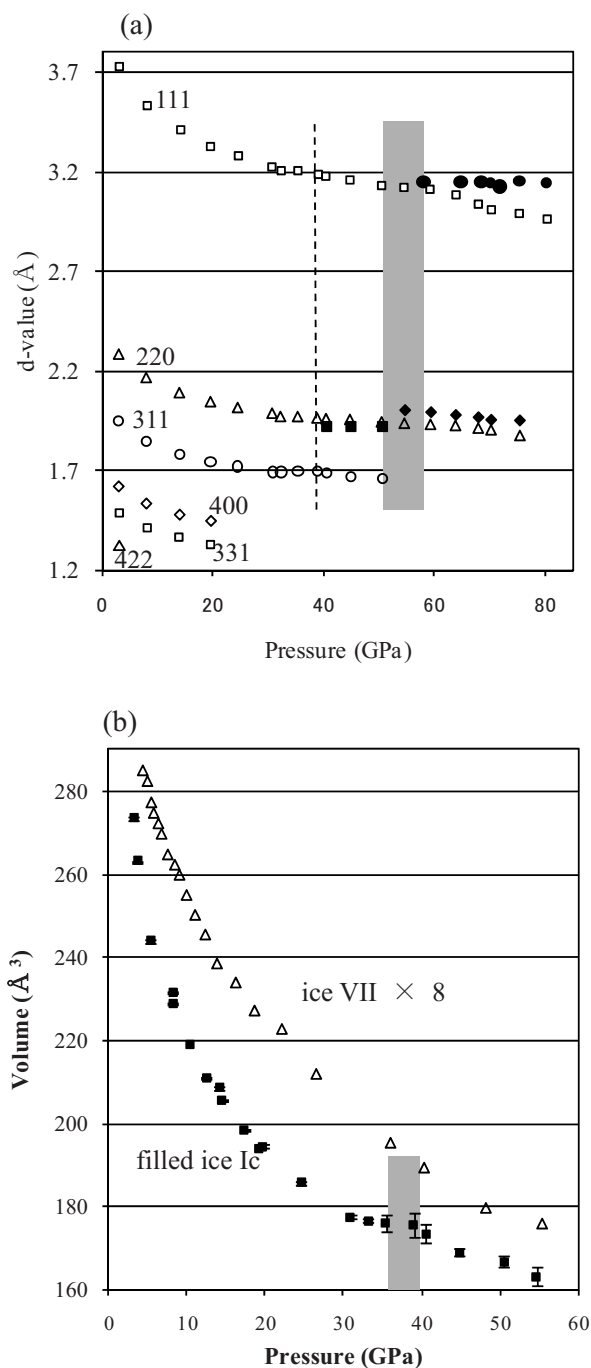 (a)
3.7
111
3.2
2.7
d-value (Å)
220
2.2
311
1.7
400
422
331
1.2
0 20 40 60 80
Pressure (GPa)
(b)
280
260
240
ice VII × 8
Volume (Å³)
220
200
filled ice Ic
180
160
0 10 20 30 40 50 60
Pressure (GPa)